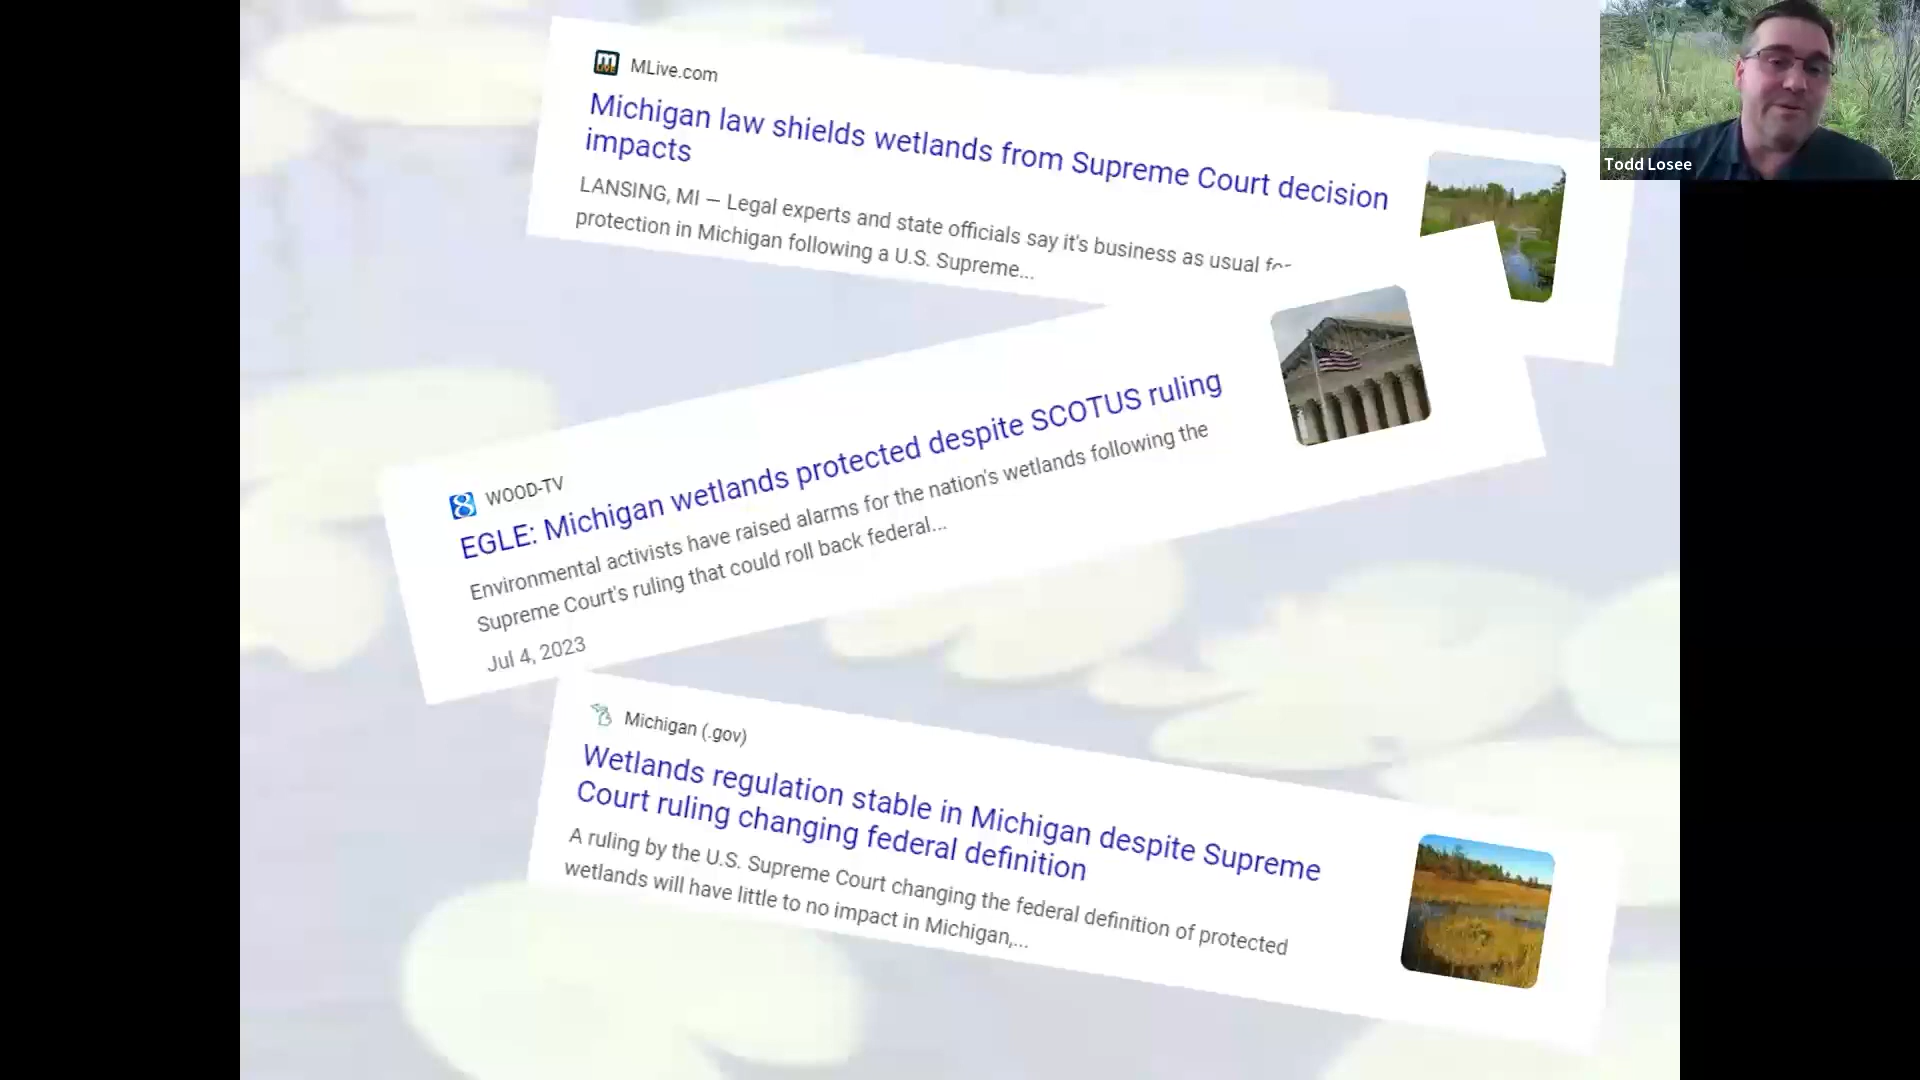 MLive.com
Michigan law shields wetlands from Supreme Court decision
impacts
LANSING, MI — Legal experts and state officials say it's business as usual for
protection in Michigan following a U.S. Supreme...
Todd Losee
WOOD-TV
EGLE: Michigan wetlands protected despite SCOTUS ruling
Environmental activists have raised alarms for the nation's wetlands following the
Supreme Court's ruling that could roll back federal...
Jul 4, 2023
Michigan (.gov)
Wetlands regulation stable in Michigan despite Supreme
Court ruling changing federal definition
A ruling by the U.S. Supreme Court changing the federal definition of protected
wetlands will have little to no impact in Michigan,...